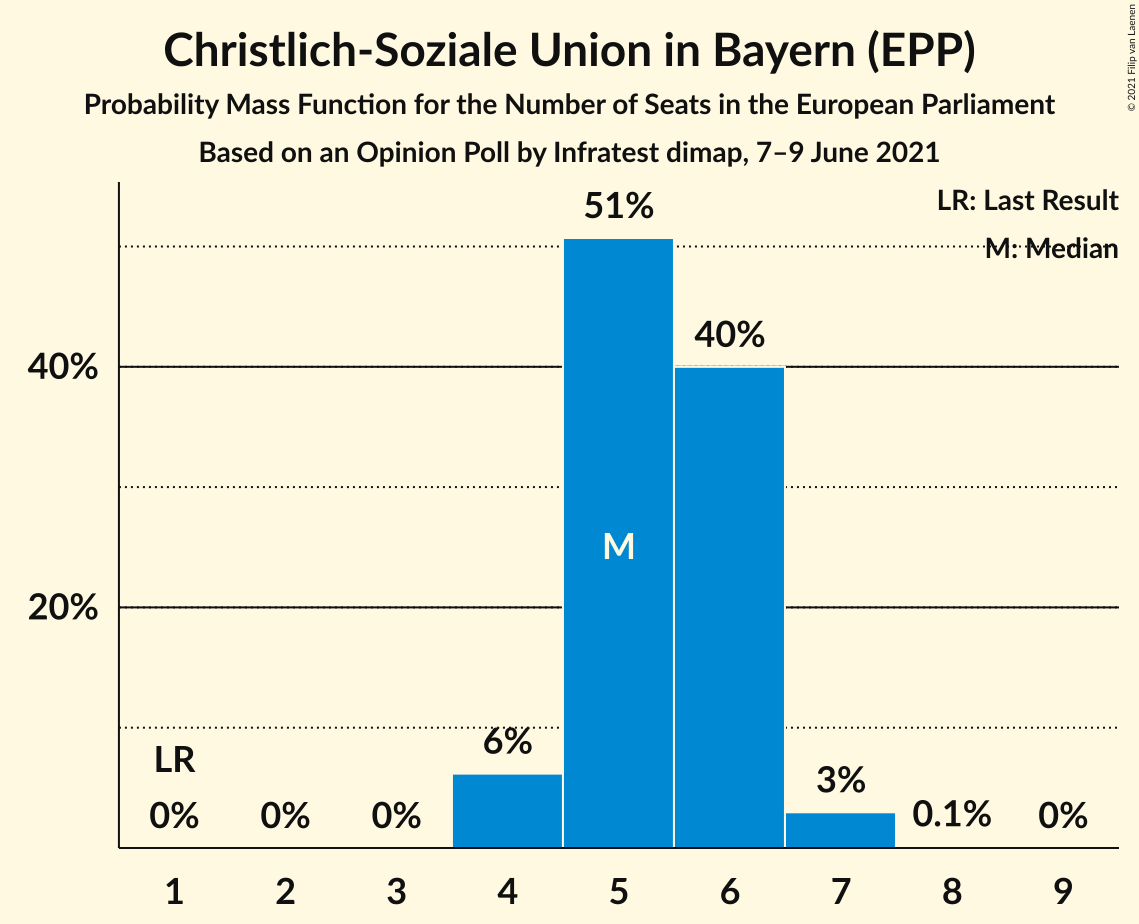 Christlich-Soziale Union in Bayern (EPP)
Probability Mass Function for the Number of Seats in the European Parliament
Based on an Opinion Poll by Infratest dimap, 7–9 June 2021
© 2021 Filip van Laenen
LR: Last Result
M: Median
51%
40%
40%
M
20%
6%
LR
3%
0%
0%
0%
0.1%
0%
1
2
3
4
5
6
7
8
9